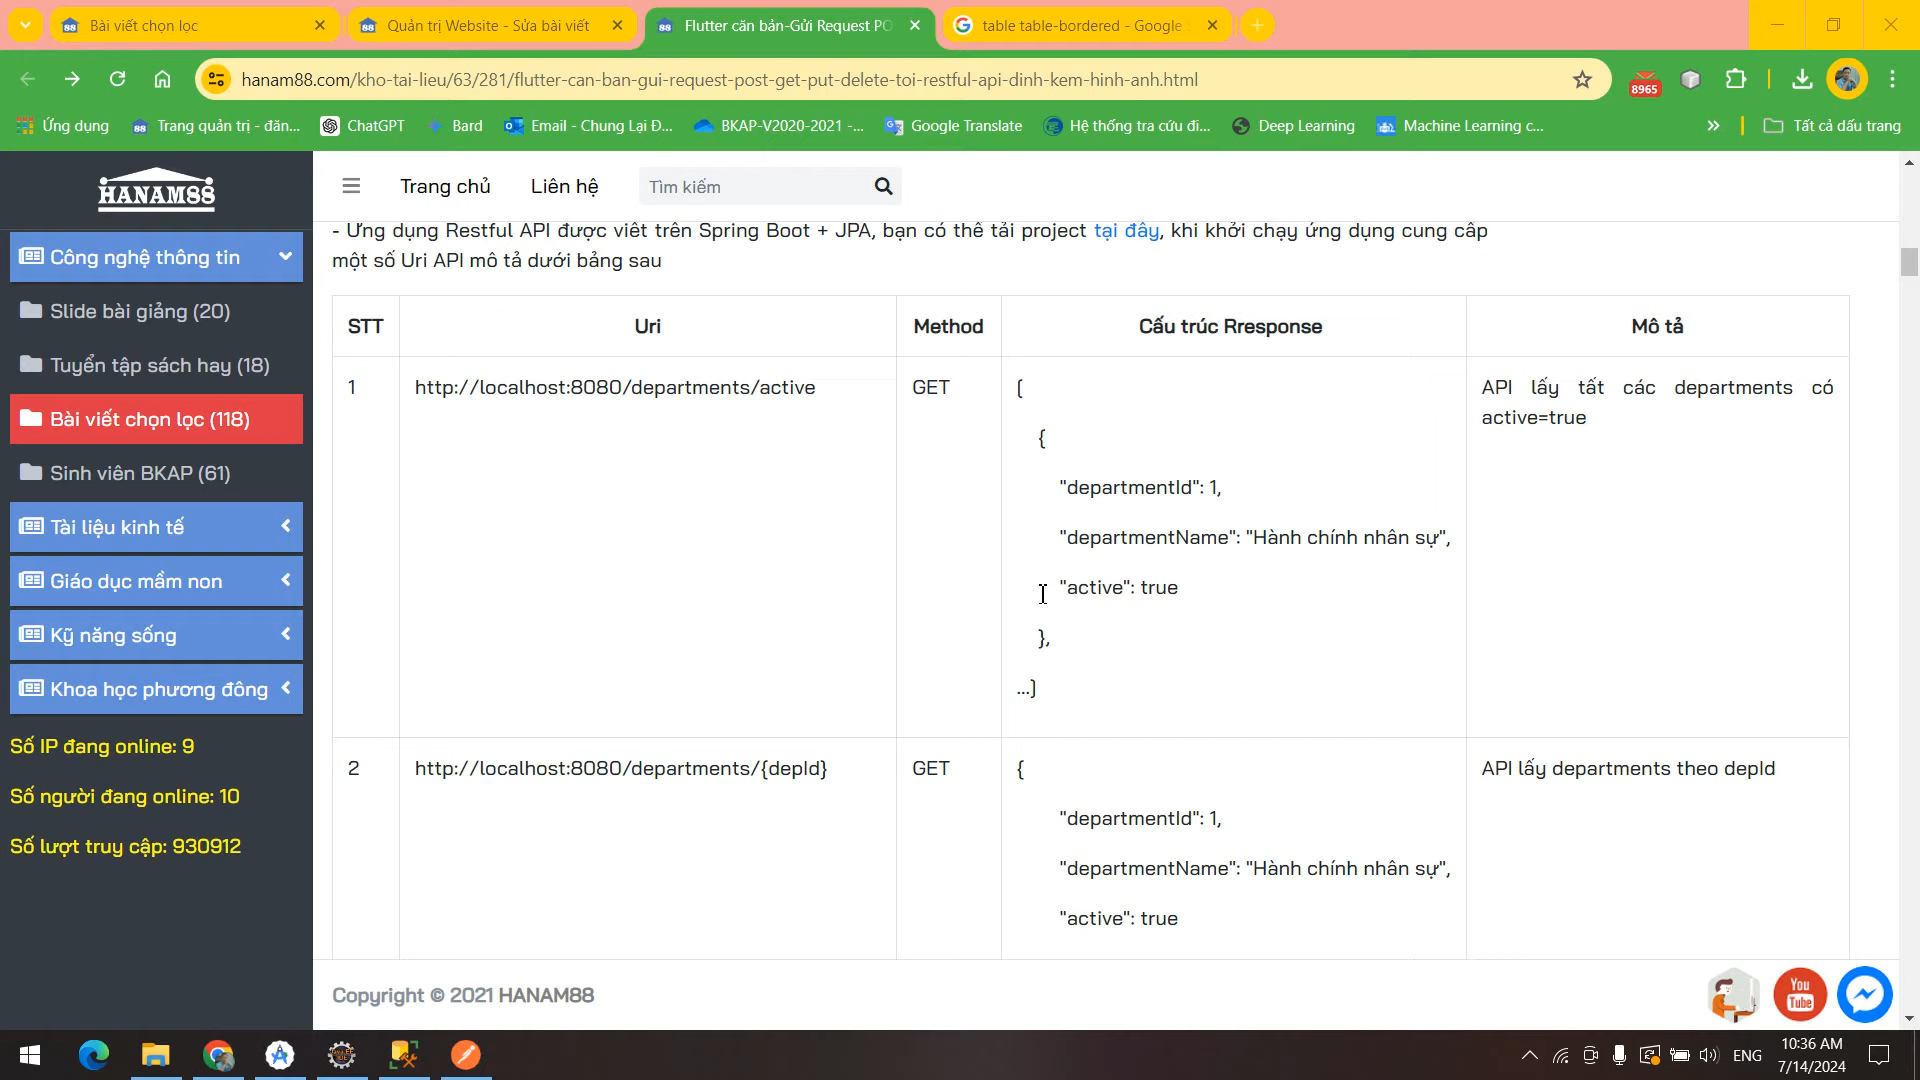 Bài viết chọn lọc
Quản trị Website - Sửa bài viết
Flutter căn bản-Gửi Request PO
table table-bordered - Google
hanam88.com/kho-tai-lieu/63/281/flutter-can-ban-gui-request-post-get-put-delete-toi-restful-api-dinh-kem-hinh-anh.html
8965
Ứng dụng
Trang quản trị - đăn...
ChatGPT
Bard
Email - Chung Lại Đ...
BKAP-V2020-2021 -...
Google Translate
Hệ thống tra cứu đi...
Deep Learning
Machine Learning c...
Tất cả dấu trang
HANAM88
Trang chủ
Liên hệ
Tìm kiếm
Công nghệ thông tin
Slide bài giảng (20)
Tuyển tập sách hay (18)
Bài viết chọn lọc (118)
Sinh viên BKAP (61)
Tài liệu kinh tế
Giáo dục mầm non
Kỹ năng sống
Khoa học phương đông
Số IP đang online: 9
Số người đang online: 10
Số lượt truy cập: 930912
- Ứng dụng Restful API được viết trên Spring Boot + JPA, bạn có thể tải project tại đây, khi khởi chạy ứng dụng cung cấp
một số Uri API mô tả dưới bảng sau
STT
Uri
Method
Cấu trúc Rresponse
Mô tả
1
http://localhost:8080/departments/active
GET
[
{
"departmentId": 1,
"departmentName": "Hành chính nhân sự",
"active": true
},
...]
API lấy tất các departments có
active=true
2
http://localhost:8080/departments/{depId}
GET
{
"departmentId": 1,
"departmentName": "Hành chính nhân sự",
"active": true
API lấy departments theo depId
Copyright © 2021 HANAM88
You
Tube
ENG
10:36 AM
7/14/2024